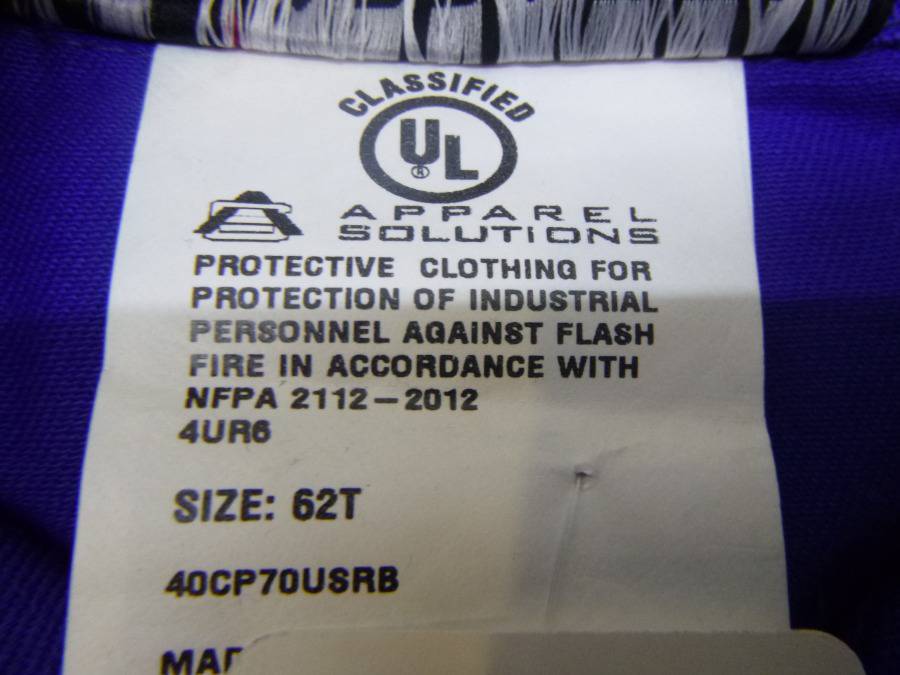 CLASSIFIED
UL
®
APPAREL
SOLUTIONS
PROTECTIVE CLOTHING FOR
PROTECTION OF INDUSTRIAL
PERSONNEL AGAINST FLASH
FIRE IN ACCORDANCE WITH
NFPA 2112-2012
4UR6
SIZE: 62T
40CP70USRB